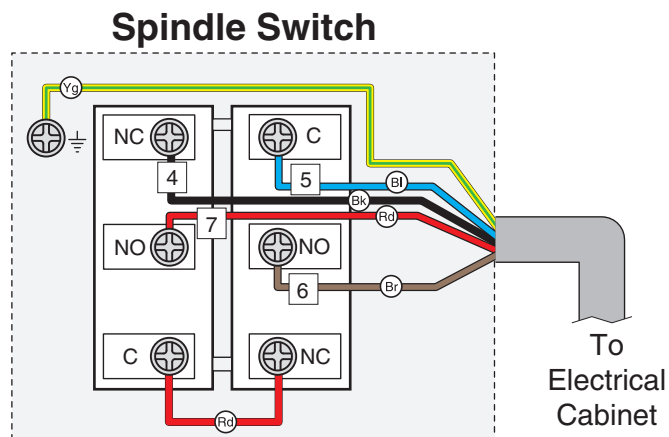 Spindle Switch
Yg
NC
C
4
5
Bl
Bk
7
Rd
NO
NO
6
Br
C
NC
Rd
To
Electrical
Cabinet